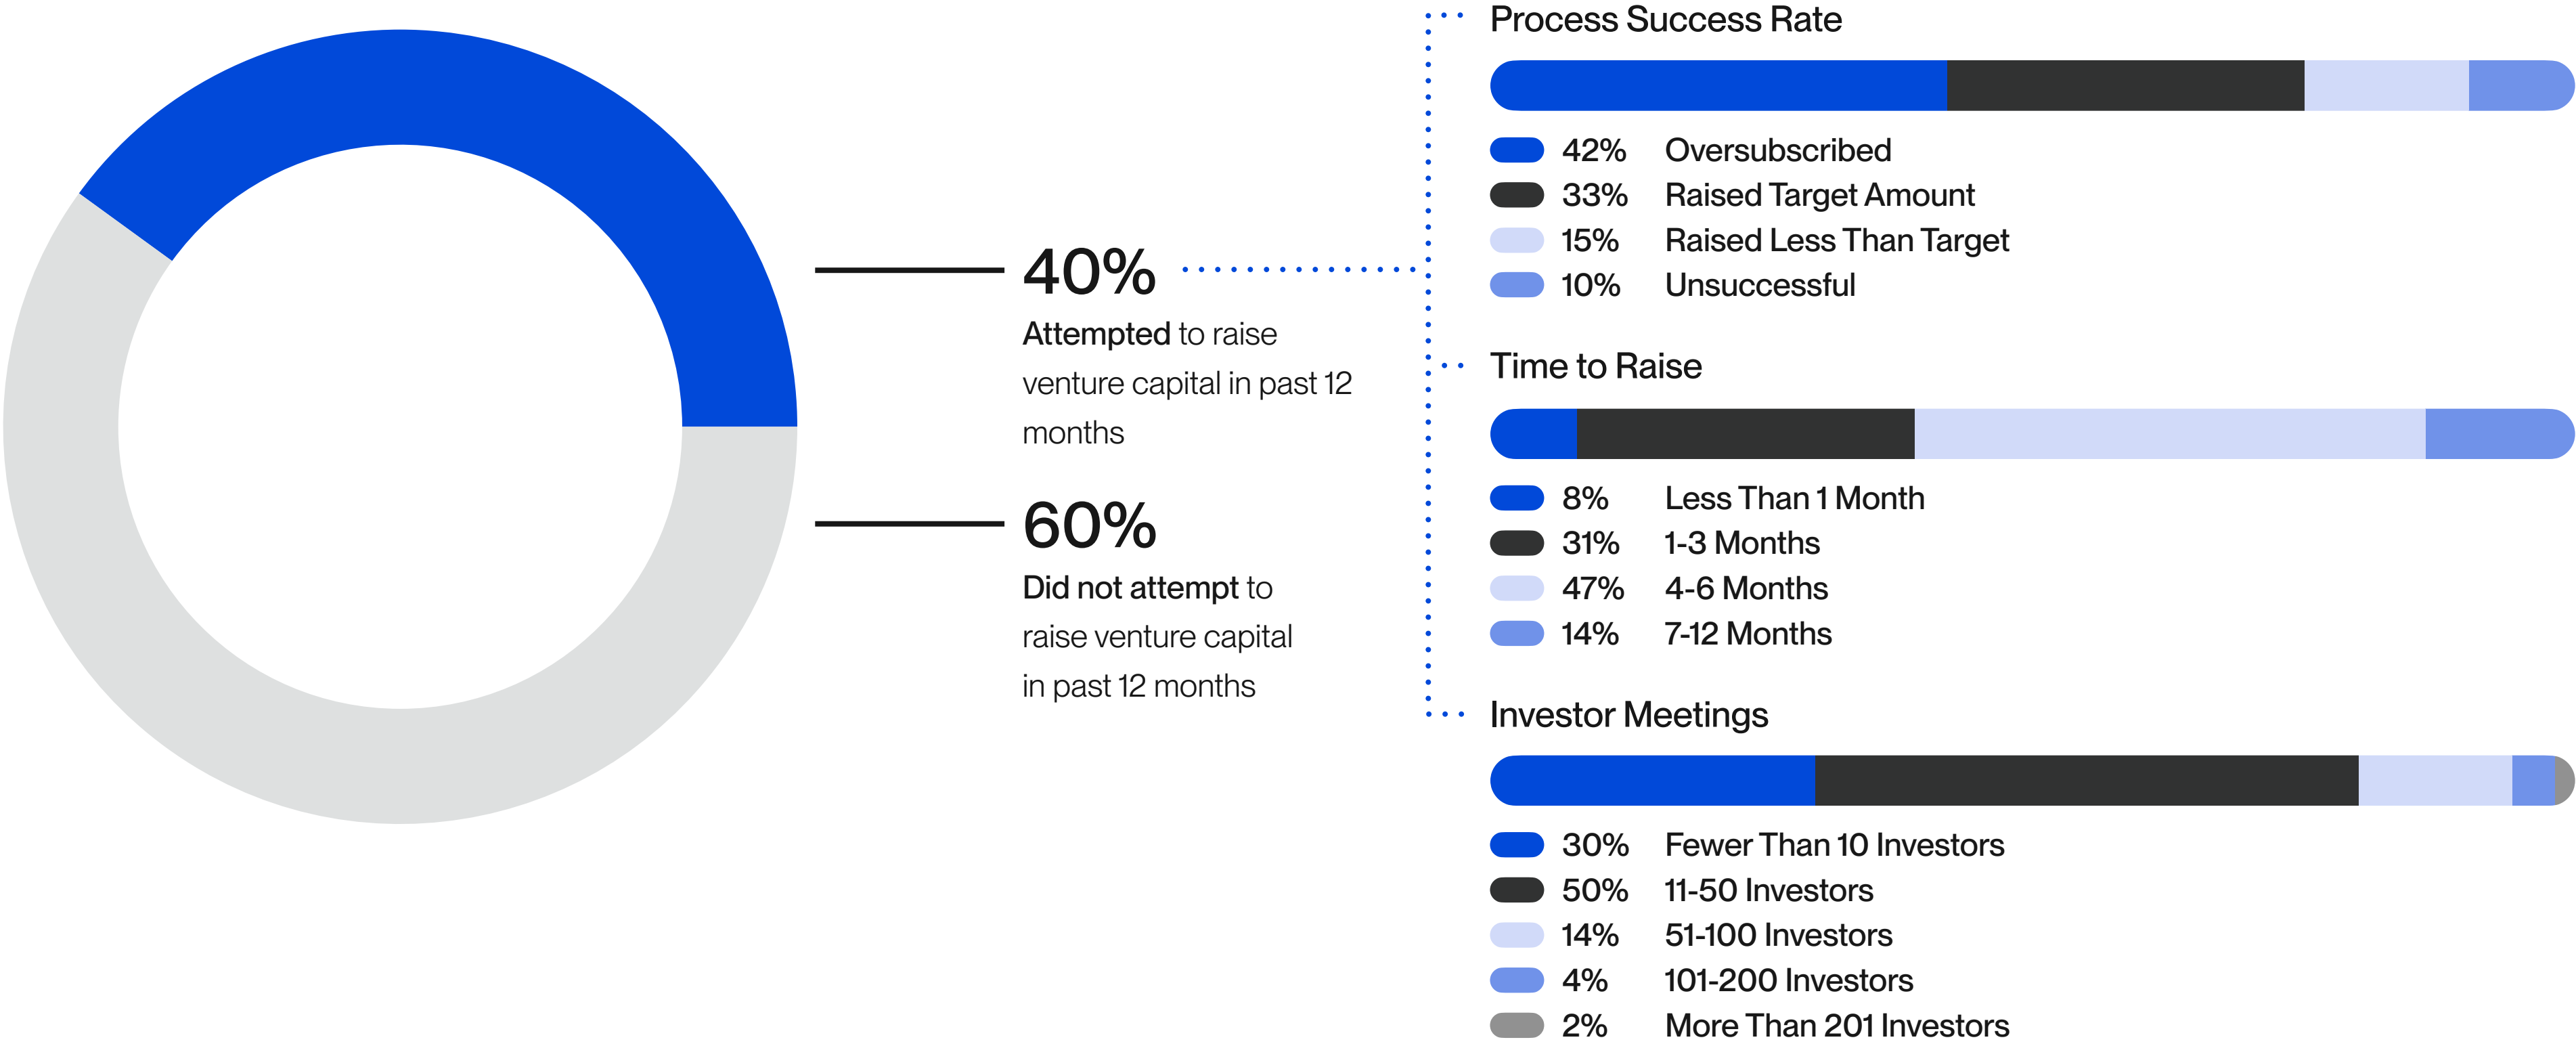 40%
Attempted to raise
venture capital in past 12
months
60%
Did not attempt to
raise venture capital
in past 12 months
Process Success Rate
42% Oversubscribed
33% Raised Target Amount
15% Raised Less Than Target
10% Unsuccessful
Time to Raise
8% Less Than 1 Month
31% 1-3 Months
47% 4-6 Months
14% 7-12 Months
Investor Meetings
30% Fewer Than 10 Investors
50% 11-50 Investors
14% 51-100 Investors
4% 101-200 Investors
2% More Than 201 Investors